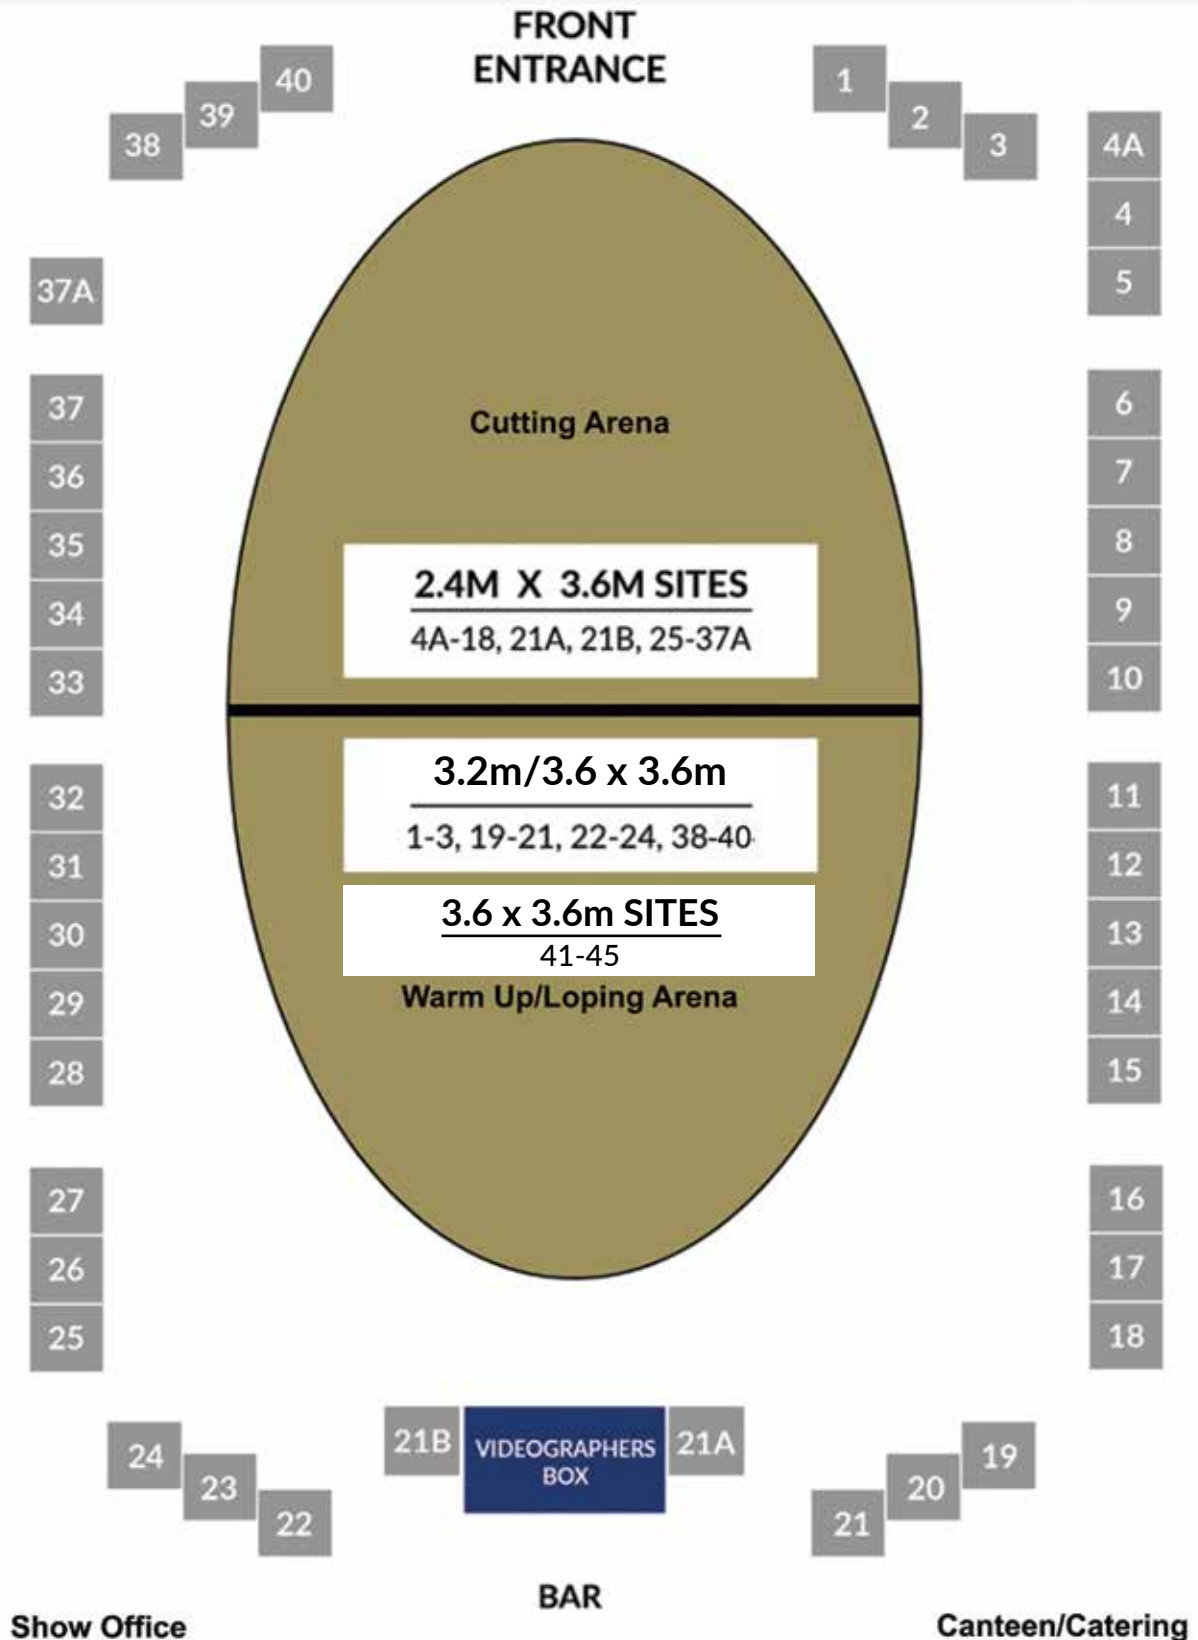 FRONT
ENTRANCE
40
39
38
1
2
3
4A
4
5
37A
37
36
35
34
33
6
7
8
9
10
Cutting Arena
2.4M X 3.6M SITES
4A-18, 21A, 21B, 25-37A
3.2m/3.6 x 3.6m
1-3, 19-21, 22-24, 38-40
3.6 x 3.6m SITES
41-45
Warm Up/Loping Arena
32
31
30
29
28
11
12
13
14
15
27
26
25
16
17
18
24
23
22
21B
VIDEOGRAPHERS
BOX
21A
19
20
21
BAR
Show Office
Canteen/Catering